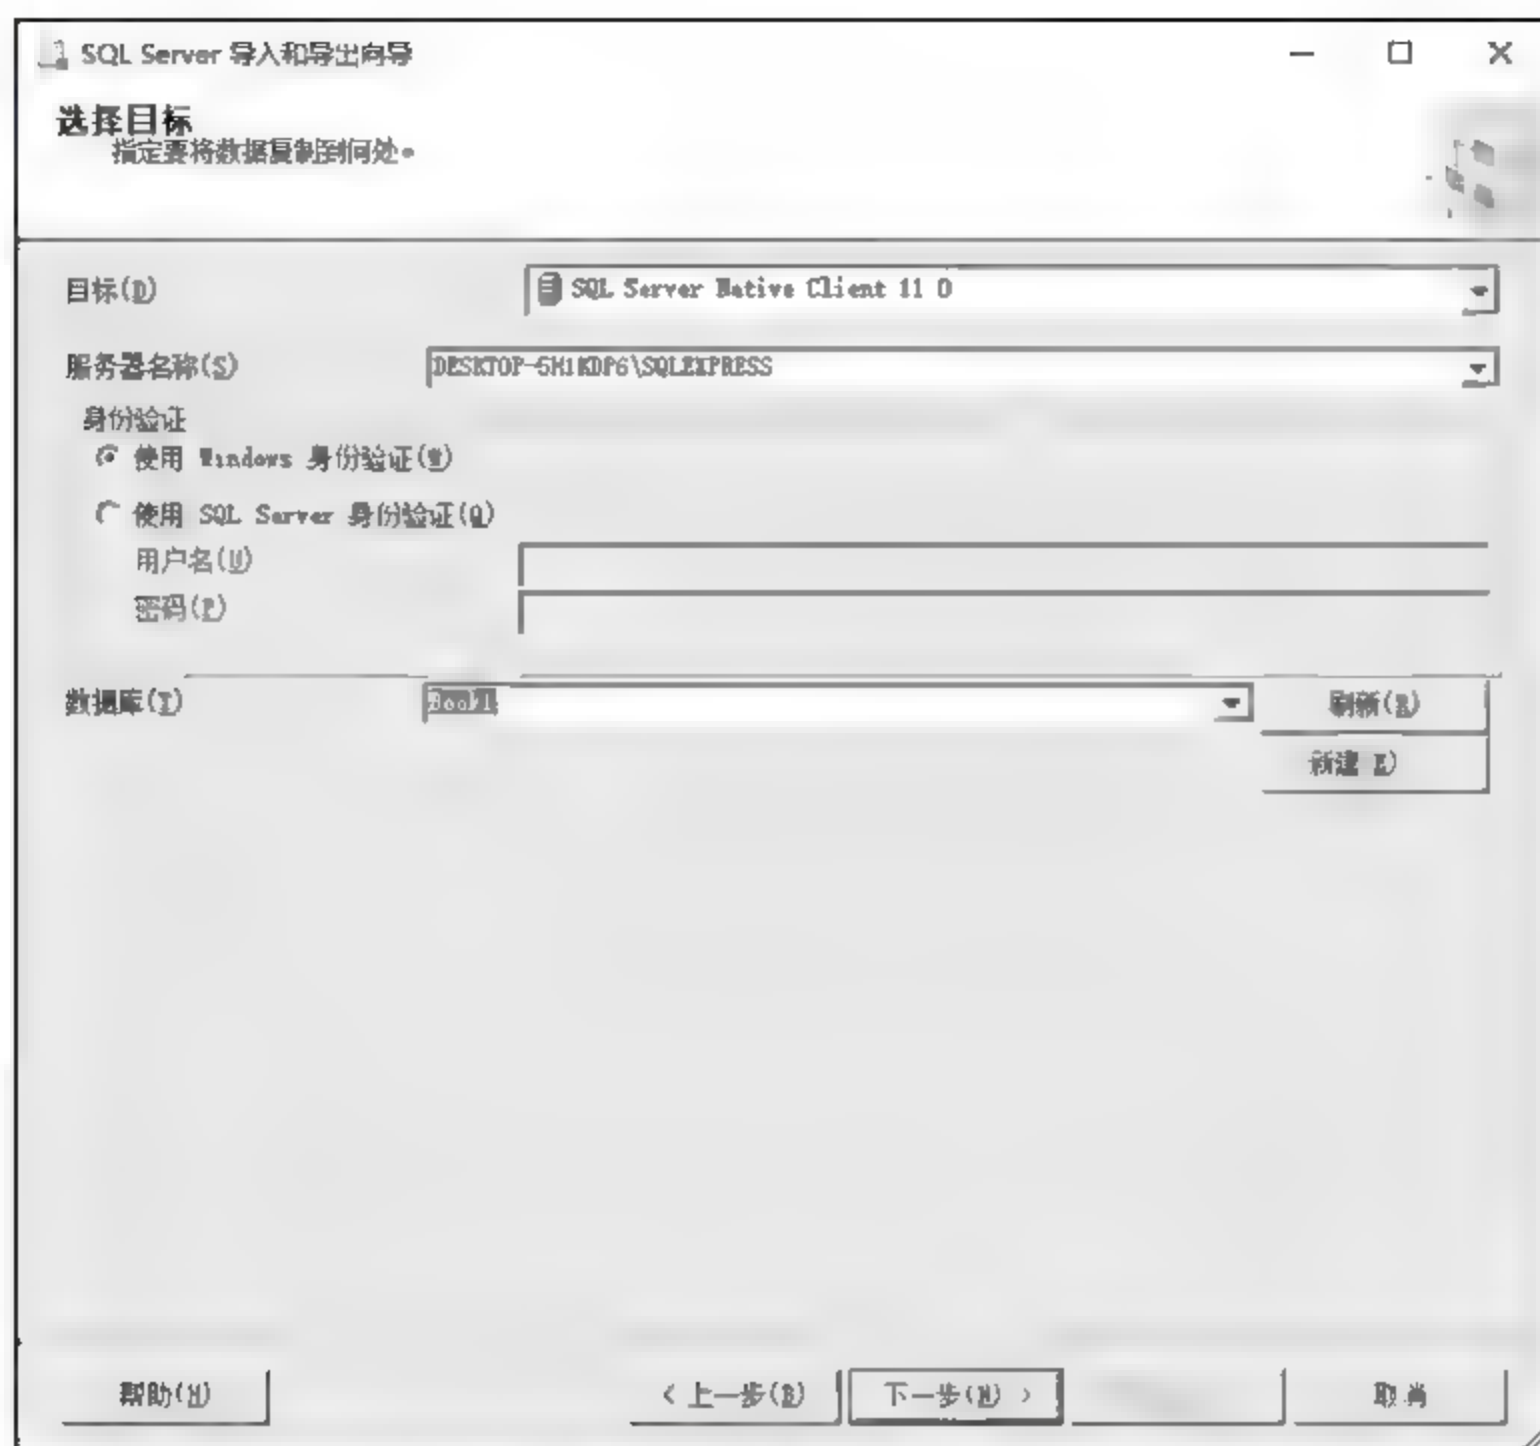 SQL Server 导入和导出向导
选择目标
指定要将数据复制到何处。
目标(D)
SQL Server Native Client 11 0
服务器名称(S)
DESKTOP-5H1KDP6\SQLEXPRESS
身份验证
使用 Windows 身份验证(W)
使用 SQL Server 身份验证(Q)
用户名(U)
密码(P)
数据库(T)
Book1
刷新(R)
新建 E)
帮助(H)
< 上一步(B)
下一步(N) >
取消